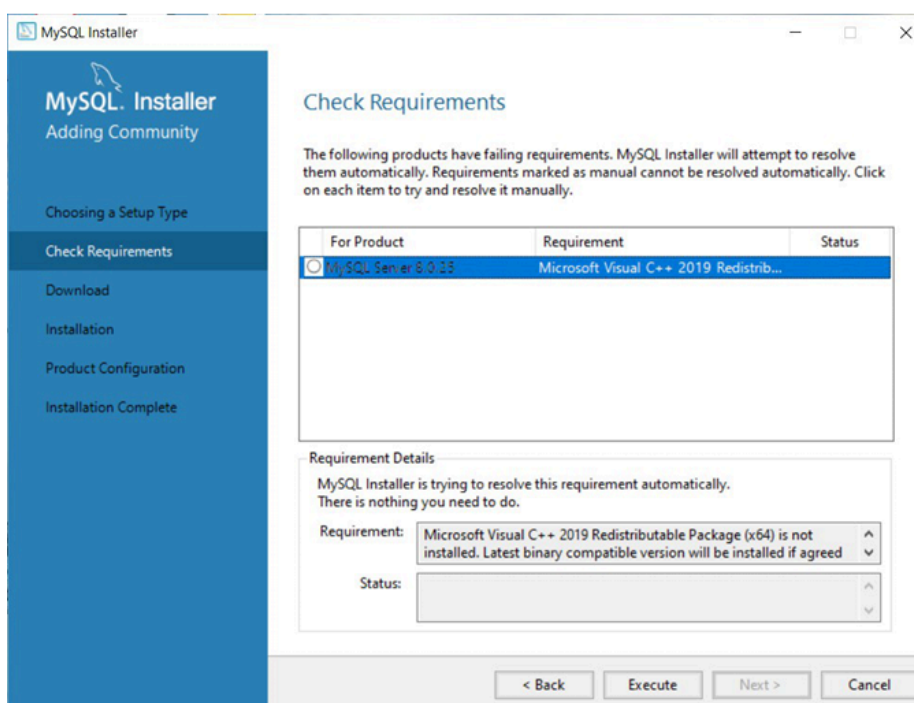 MySQL Installer
MySQL. Installer
Adding Community
Choosing a Setup Type
Check Requirements
Download
Installation
Product Configuration
Installation Complete
Check Requirements
The following products have failing requirements. MySQL Installer will attempt to resolve
them automatically. Requirements marked as manual cannot be resolved automatically. Click
on each item to try and resolve it manually.
For Product Requirement Status
MySQL Server Microsoft Visual C++ 2019 Redistrib...
Requirement Details
MySQL Installer is trying to resolve this requirement automatically.
There is nothing you need to do.
Requirement: Microsoft Visual C++ 2019 Redistributable Package (x64) is not
installed. Latest binary compatible version will be installed if agreed
Status:
< Back Execute Next > Cancel